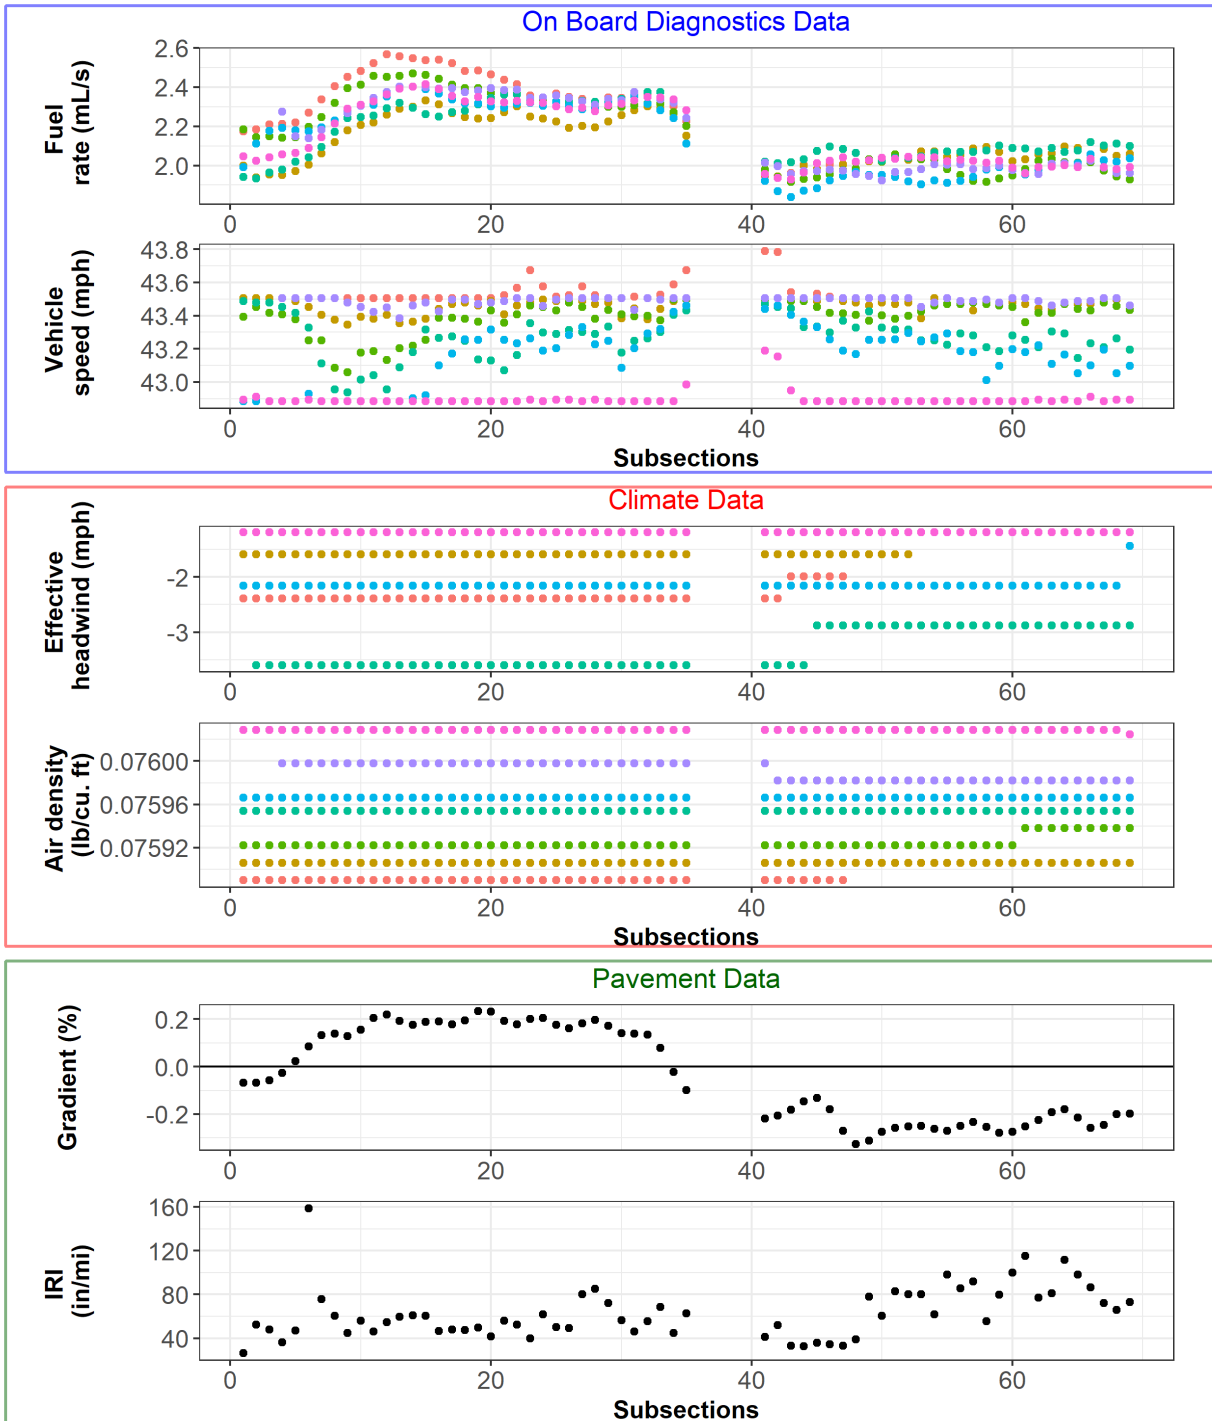 On Board Diagnostics Data
Fuel
rate (mL/s)
2.6
2.4
2.2
2.0
0
20
40
60
Vehicle
speed (mph)
43.8
43.6
43.4
43.2
43.0
0
20
40
60
Subsections
Climate Data
Effective
headwind (mph)
-2
-3
0
20
40
60
Air density
(lb/cu. ft)
0.07600
0.07596
0.07592
0
20
40
60
Subsections
Pavement Data
Gradient (%)
0.2
0.0
-0.2
0
20
40
60
IRI
(in/mi)
160
120
80
40
0
20
40
60
Subsections